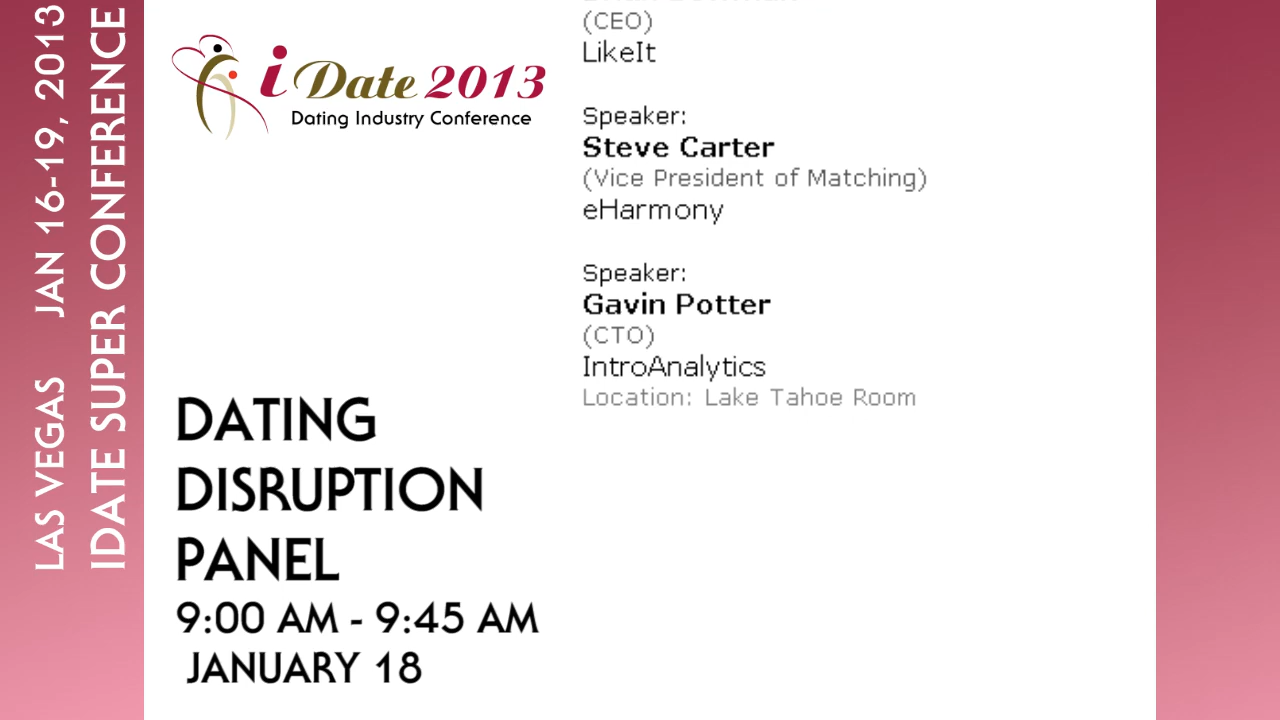 LAS VEGAS JAN 16-19, 2013
IDATE SUPER CONFERENCE
i Date 2013
Dating Industry Conference
(CEO)
LikeIt
Speaker:
Steve Carter
(Vice President of Matching)
eHarmony
Speaker:
Gavin Potter
(CTO)
IntroAnalytics
Location: Lake Tahoe Room
DATING
DISRUPTION
PANEL
9:00 AM - 9:45 AM
JANUARY 18